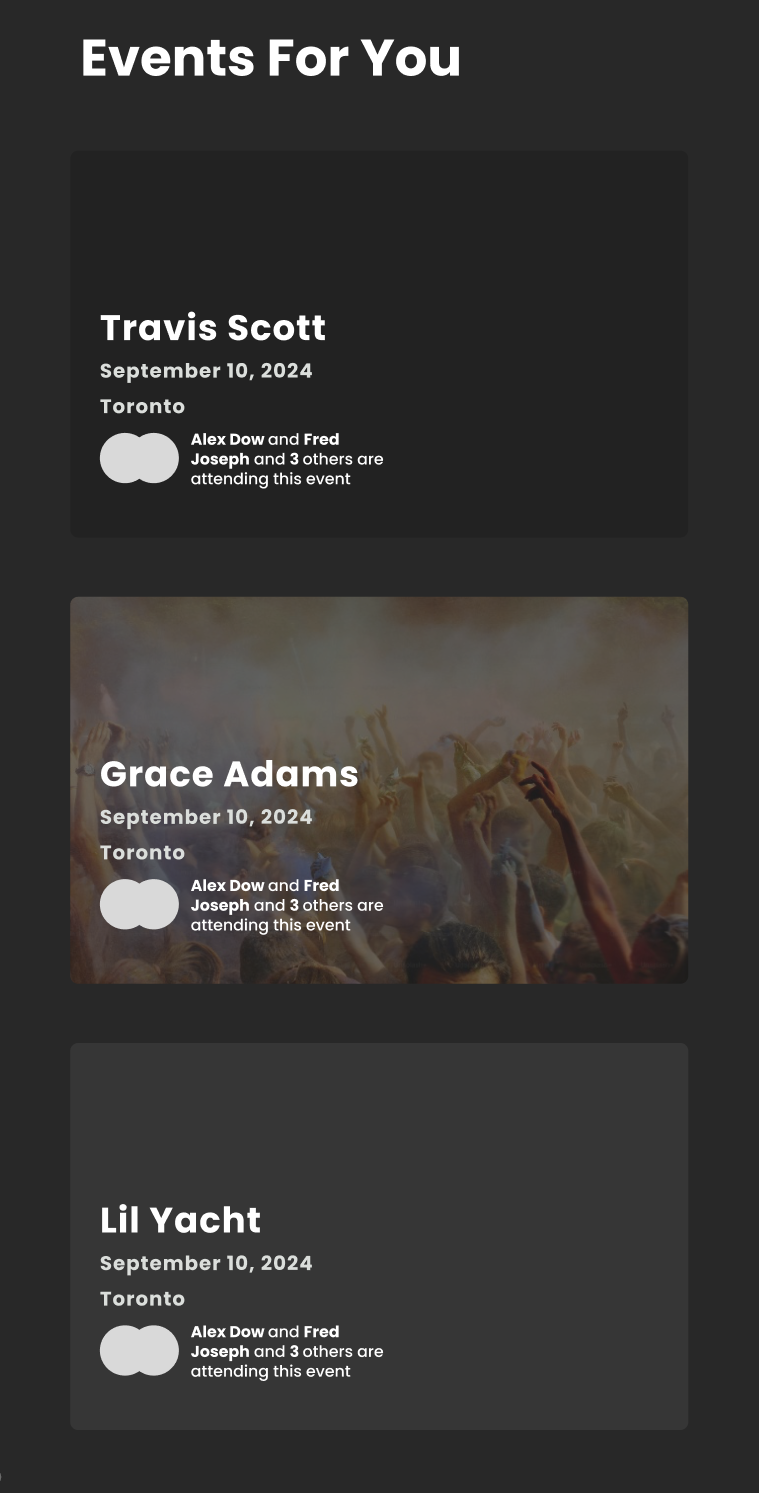 Events For You
Travis Scott
September 10, 2024
Toronto
Alex Dow and Fred
Joseph and 3 others are
attending this event
Grace Adams
September 10, 2024
Toronto
Alex Dow and Fred
Joseph and 3 others are
attending this event
Lil Yacht
September 10, 2024
Toronto
Alex Dow and Fred
Joseph and 3 others are
attending this event